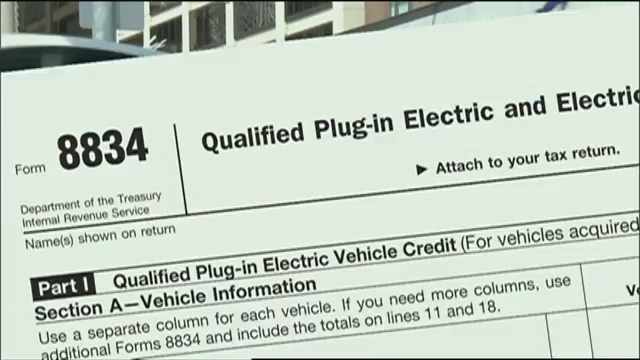 Form 8834
Qualified Plug-in Electric and
► Attach to your tax return.
Department of the Treasury
Internal Revenue Service
Name(s) shown on return
Part I Qualified Plug-in Electric Vehicle Credit (For vehicles acquired
Section A—Vehicle Information
Use a separate column for each vehicle. If you need more columns, use
additional Forms 8834 and include the totals on lines 11 and 18.